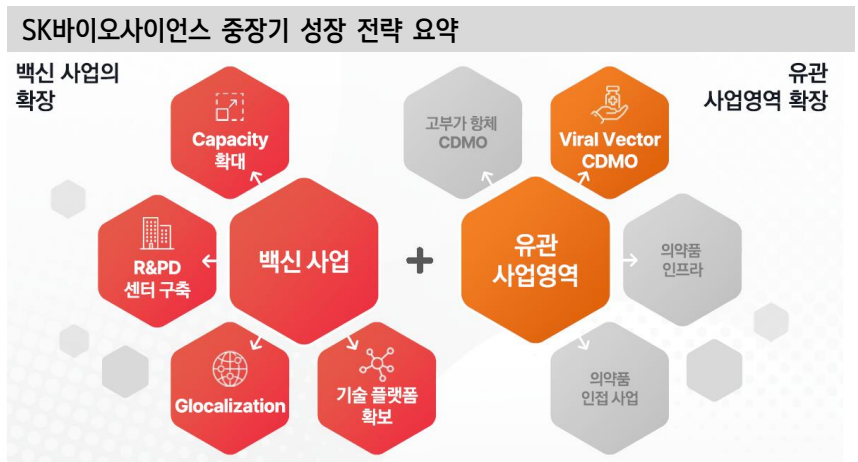 SK바이오사이언스 중장기 성장 전략 요약
백신 사업의
확장
Capacity
확대
R&PD
센터 구축
백신 사업
Glocalization
기술 플랫폼
확보
유관
사업영역 확장
고부가 항체
CDMO
Viral Vector
CDMO
유관
사업영역
의약품
인프라
의약품
인접 사업